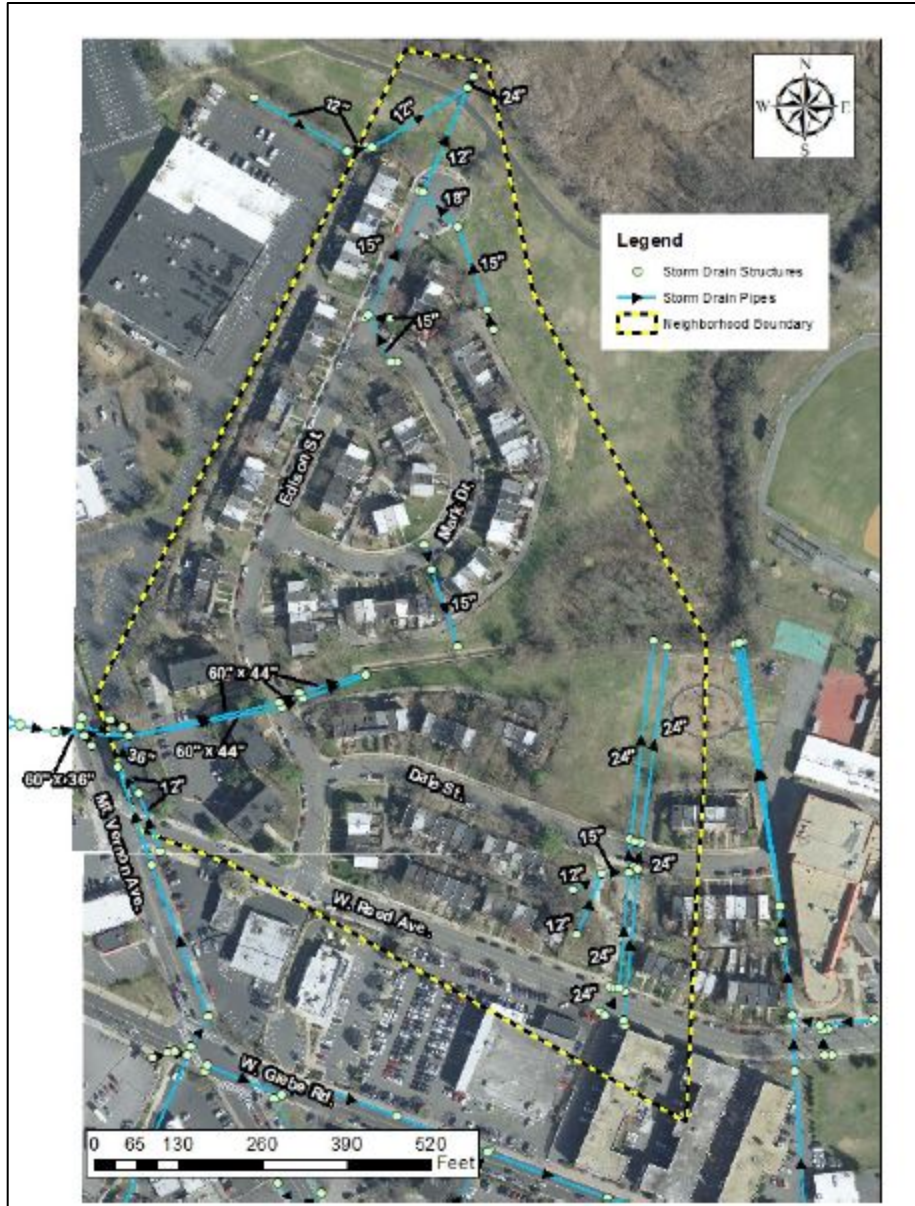 N
W E
S
24"
12"
12"
12"
18"
15"
15"
15"
Legend
Storm Drain Structures
Storm Drain Pipes
Neighborhood Boundary
Edison St
Mark Dr.
15"
60" x 44"
60" x 44"
60" x 36"
36"
12"
Mt. Vernon Ave.
Dale St.
24"
24"
15"
24"
12"
12"
W. Reed Ave.
24"
24"
W. Glebe Rd.
0 65 130 260 390 520
Feet